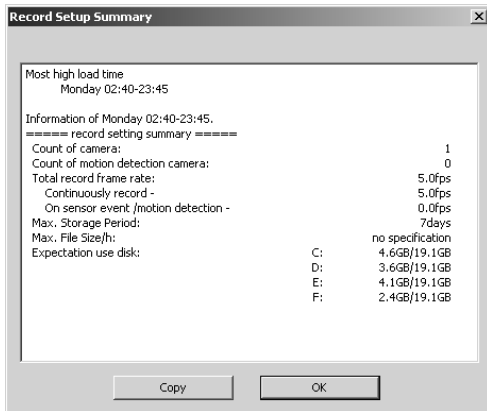 Record Setup Summary
Most high load time
Monday 02:40-23:45
Information of Monday 02:40-23:45.
===== record setting summary =====
Count of camera: 1
Count of motion detection camera: 0
Total record frame rate: 5.0fps
Continuously record - 5.0fps
On sensor event /motion detection - 0.0fps
Max. Storage Period: 7days
Max. File Size/h: no specification
Expectation use disk: C: 4.6GB/19.1GB
D: 3.6GB/19.1GB
E: 4.1GB/19.1GB
F: 2.4GB/19.1GB
Copy OK